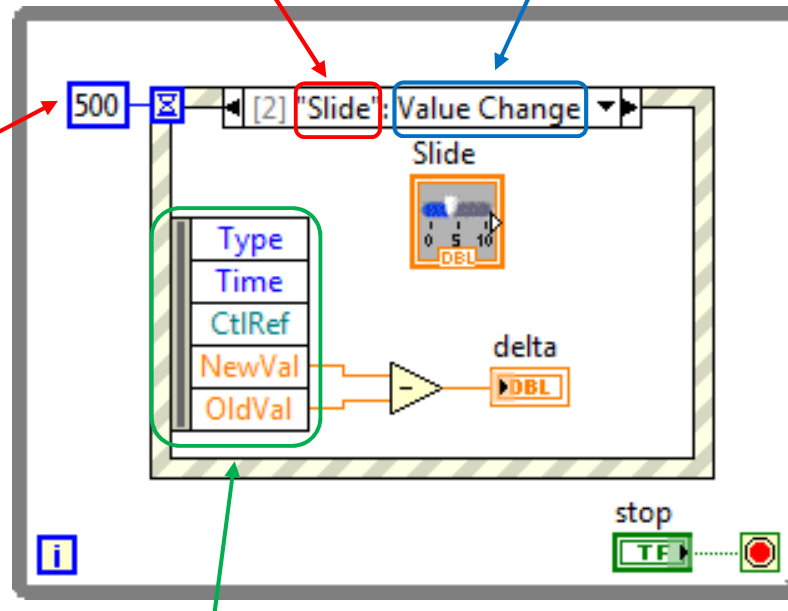 500
[2] "Slide": Value Change
Slide
0 5 10
DBL
Type
Time
CtlRef
NewVal
OldVal
delta
DBL
stop
TF
i